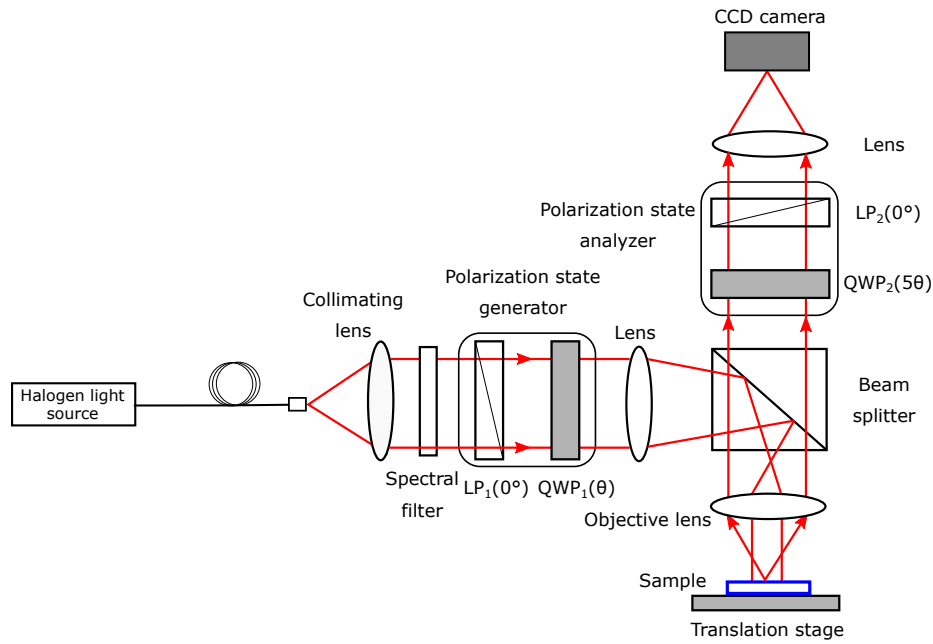 CCD camera
Lens
Polarization state
analyzer
LP₂(0°)
QWP₂(5θ)
Polarization state
generator
Collimating
lens
Lens
Halogen light
source
Beam
splitter
Spectral
filter
LP₁(0°)
QWP₁(θ)
Objective lens
Sample
Translation stage